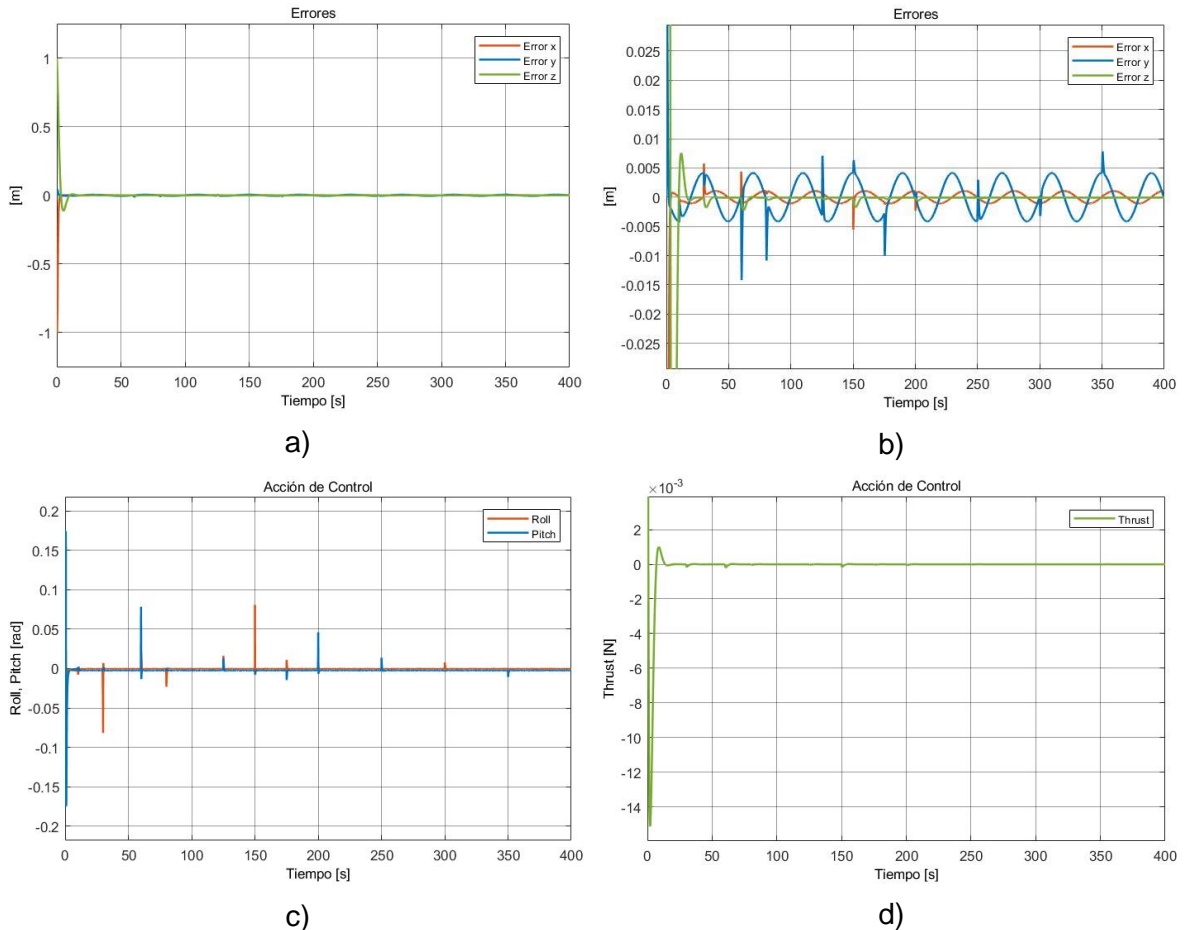 Errores
1
0.5
0
-0.5
-1
[m]
Error x
Error y
Error z
0 50 100 150 200 250 300 350 400
Tiempo [s]
a)
Errores
0.025
0.02
0.015
0.01
0.005
0
-0.005
-0.01
-0.015
-0.02
-0.025
[m]
Error x
Error y
Error z
0 50 100 150 200 250 300 350 400
Tiempo [s]
b)
Acción de Control
0.2
0.15
0.1
0.05
0
-0.05
-0.1
-0.15
-0.2
Roll, Pitch [rad]
Roll
Pitch
0 50 100 150 200 250 300 350 400
Tiempo [s]
c)
Acción de Control
×10⁻³
2
0
-2
-4
-6
-8
-10
-12
-14
Thrust [N]
Thrust
0 50 100 150 200 250 300 350 400
Tiempo [s]
d)